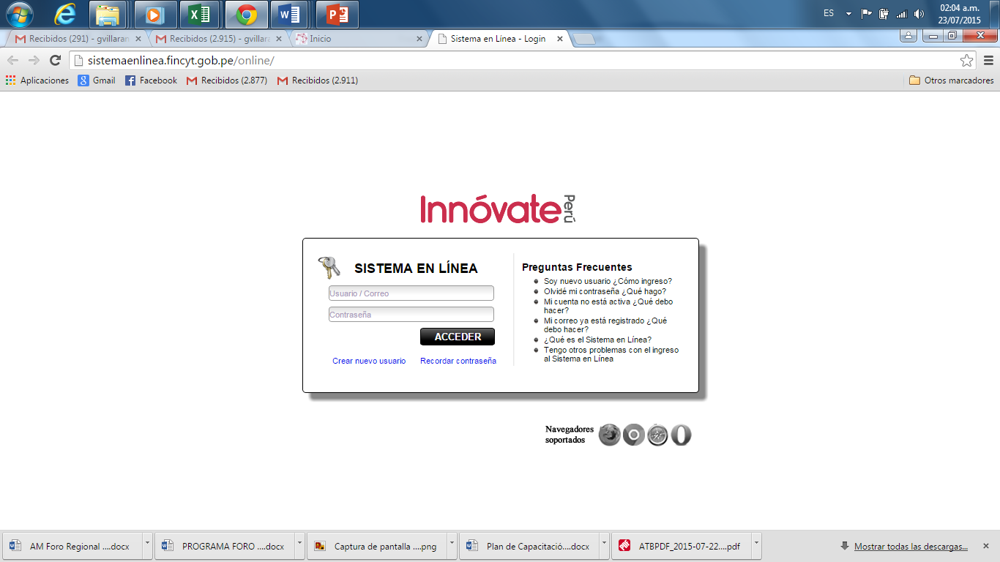 ES
02:04 a.m.
23/07/2015
Recibidos (291) - gvillaran
Recibidos (2.915) - gvillara
Inicio
Sistema en Línea - Login
sistemaenlinea.fincyt.gob.pe/online/
Aplicaciones
Gmail
Facebook
Recibidos (2.877)
Recibidos (2.911)
Otros marcadores
Innóvate Perú
SISTEMA EN LÍNEA
Usuario / Correo
Contraseña
ACCEDER
Crear nuevo usuario
Recordar contraseña
Preguntas Frecuentes
Soy nuevo usuario ¿Cómo ingreso?
Olvidé mi contraseña ¿Qué hago?
Mi cuenta no está activa ¿Qué debo
hacer?
Mi correo ya está registrado ¿Qué
debo hacer?
¿Qué es el Sistema en Línea?
Tengo otros problemas con el ingreso
al Sistema en Línea
Navegadores
soportados
AM Foro Regional ....docx
PROGRAMA FORO ....docx
Captura de pantalla ....png
Plan de Capacitació....docx
ATBPDF_2015-07-22....pdf
Mostrar todas las descargas...